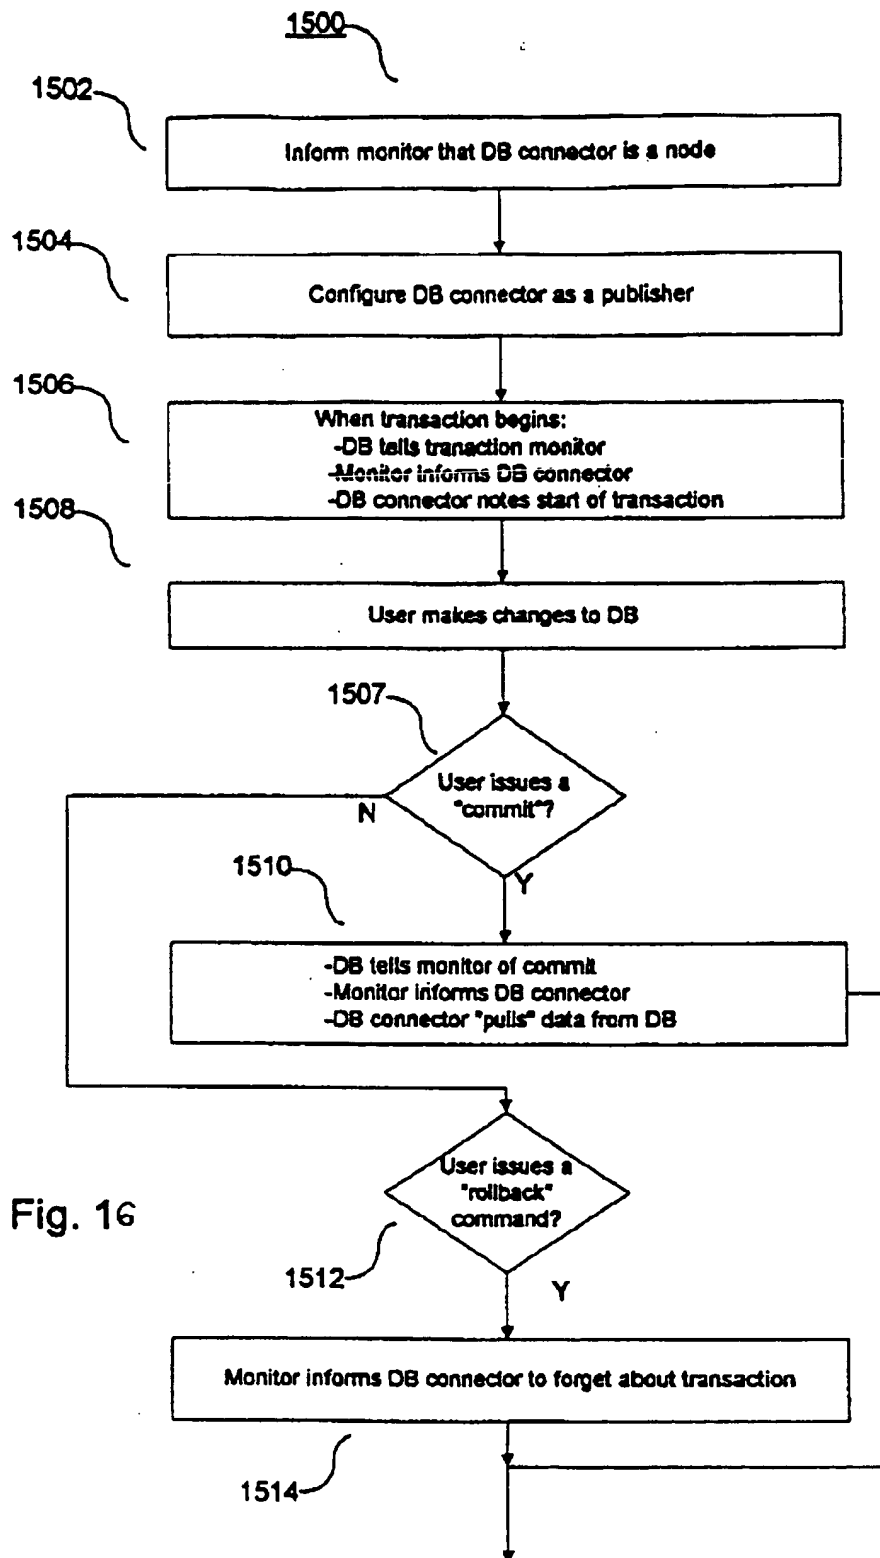 1500
1502
Inform monitor that DB connector is a node
1504
Configure DB connector as a publisher
1506
When transaction begins:
-DB tells tranaction monitor
-Monitor informs DB connector
-DB connector notes start of transaction
1508
User makes changes to DB
1507
User issues a
"commit"?
N
Y
1510
-DB tells monitor of commit
-Monitor informs DB connector
-DB connector "pulls" data from DB
User issues a
"rollback"
command?
Fig. 16
1512
Y
Monitor informs DB connector to forget about transaction
1514